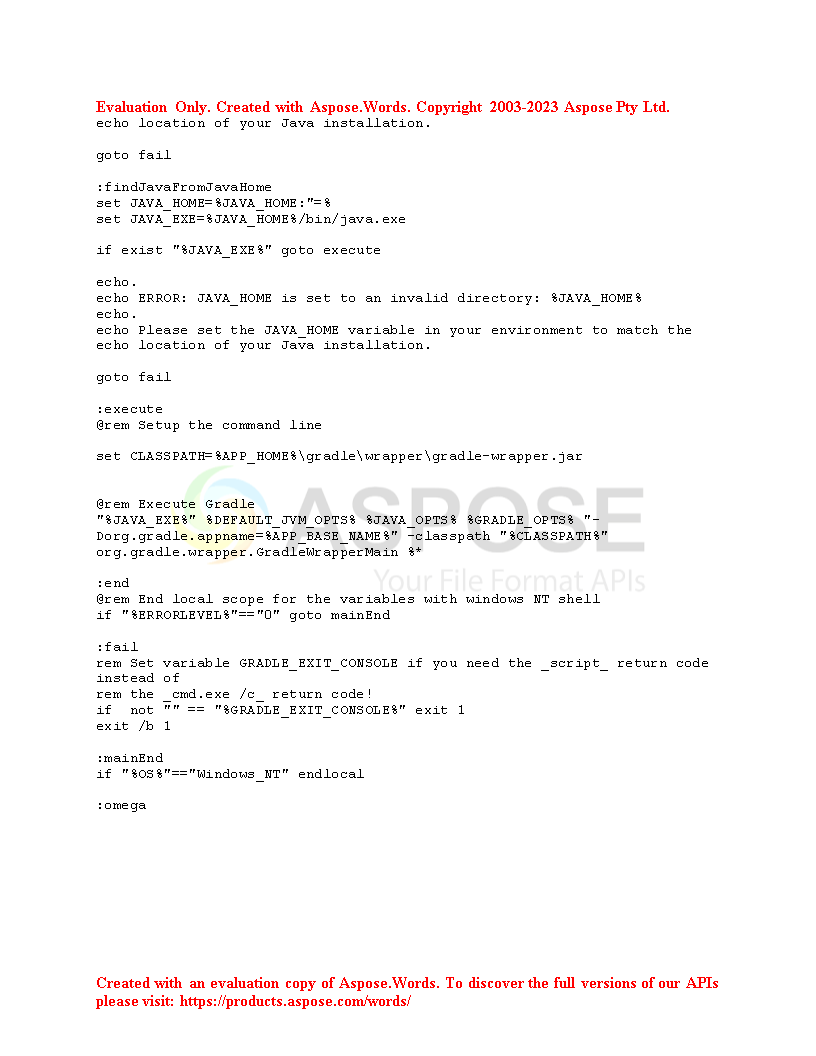 Evaluation Only. Created with Aspose.Words. Copyright 2003-2023 Aspose Pty Ltd.
echo location of your Java installation.
goto fail
:findJavaFromJavaHome
set JAVA_HOME=%JAVA_HOME:"=%
set JAVA_EXE=%JAVA_HOME%/bin/java.exe
if exist "%JAVA_EXE%" goto execute
echo.
echo ERROR: JAVA_HOME is set to an invalid directory: %JAVA_HOME%
echo.
echo Please set the JAVA_HOME variable in your environment to match the
echo location of your Java installation.
goto fail
:execute
@rem Setup the command line
set CLASSPATH=%APP_HOME%\gradle\wrapper\gradle-wrapper.jar
@rem Execute Gradle
"%JAVA_EXE%" %DEFAULT_JVM_OPTS% %JAVA_OPTS% %GRADLE_OPTS% "-
Dorg.gradle.appname=%APP_BASE_NAME%" -classpath "%CLASSPATH%"
org.gradle.wrapper.GradleWrapperMain %*
ASPOSE
Your File Format APIs
:end
@rem End local scope for the variables with windows NT shell
if "%ERRORLEVEL%"=="0" goto mainEnd
:fail
rem Set variable GRADLE_EXIT_CONSOLE if you need the _script_ return code
instead of
rem the _cmd.exe /c_ return code!
if  not "" == "%GRADLE_EXIT_CONSOLE%" exit 1
exit /b 1
:mainEnd
if "%OS%"=="Windows_NT" endlocal
:omega
Created with an evaluation copy of Aspose.Words. To discover the full versions of our APIs
please visit: https://products.aspose.com/words/